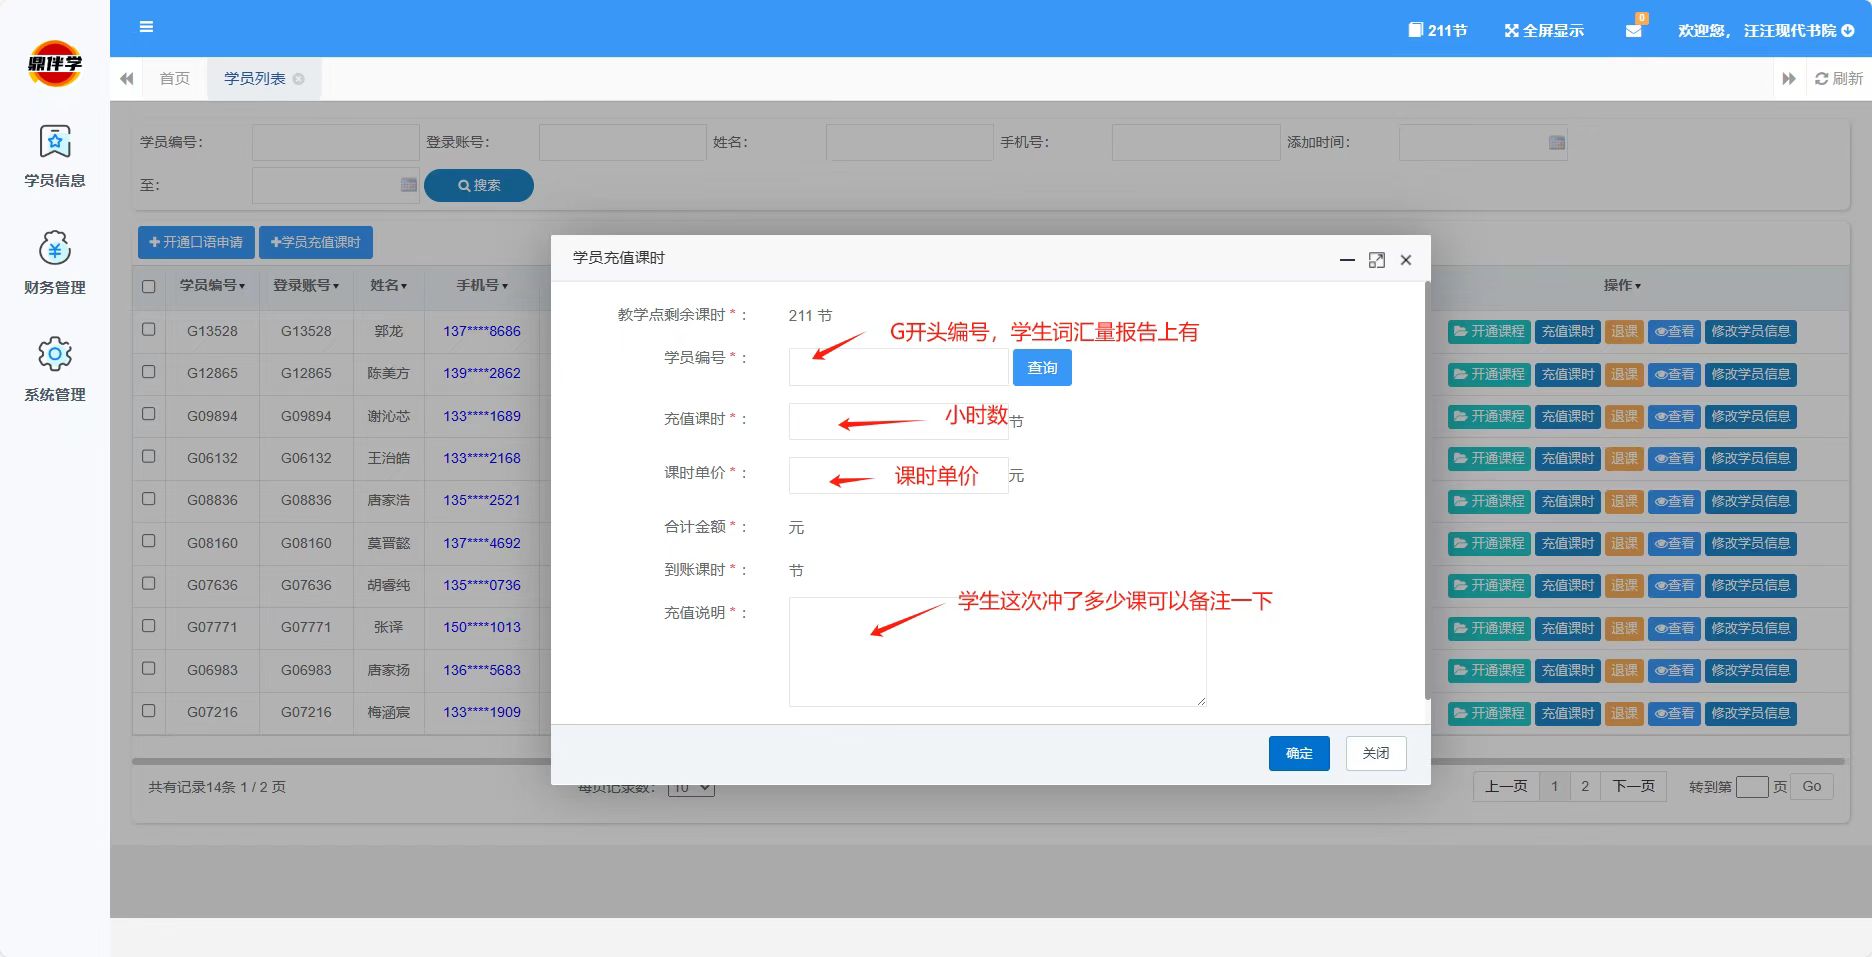 211节 全屏显示 0 欢迎您， 汪汪现代书院
鼎伴学
首页 学员列表 刷新
学员信息
财务管理
系统管理
学员编号： 登录账号： 姓名： 手机号： 添加时间：
至： 搜索
开通口语申请 学员充值课时
学员编号 登录账号 姓名 手机号 操作
G13528 G13528 郭龙 137****8686 开通课程 充值课时 退课 查看 修改学员信息
G12865 G12865 陈美方 139****2862 开通课程 充值课时 退课 查看 修改学员信息
G09894 G09894 谢沁芯 133****1689 开通课程 充值课时 退课 查看 修改学员信息
G06132 G06132 王治皓 133****2168 开通课程 充值课时 退课 查看 修改学员信息
G08836 G08836 唐家浩 135****2521 开通课程 充值课时 退课 查看 修改学员信息
G08160 G08160 莫晋懿 137****4692 开通课程 充值课时 退课 查看 修改学员信息
G07636 G07636 胡睿纯 135****0736 开通课程 充值课时 退课 查看 修改学员信息
G07771 G07771 张译 150****1013 开通课程 充值课时 退课 查看 修改学员信息
G06983 G06983 唐家扬 136****5683 开通课程 充值课时 退课 查看 修改学员信息
G07216 G07216 梅涵宸 133****1909 开通课程 充值课时 退课 查看 修改学员信息
学员充值课时
教学点剩余课时 * ： 211 节
G开头编号，学生词汇量报告上有
学员编号 * ： 查询
充值课时 * ： 小时数 节
课时单价 * ： 课时单价 元
合计金额 * ： 元
到账课时 * ： 节
充值说明 * ： 学生这次冲了多少课可以备注一下
确定 关闭
共有记录14条 1 / 2 页 每页记录数： 10 上一页 1 2 下一页 转到第 页 Go